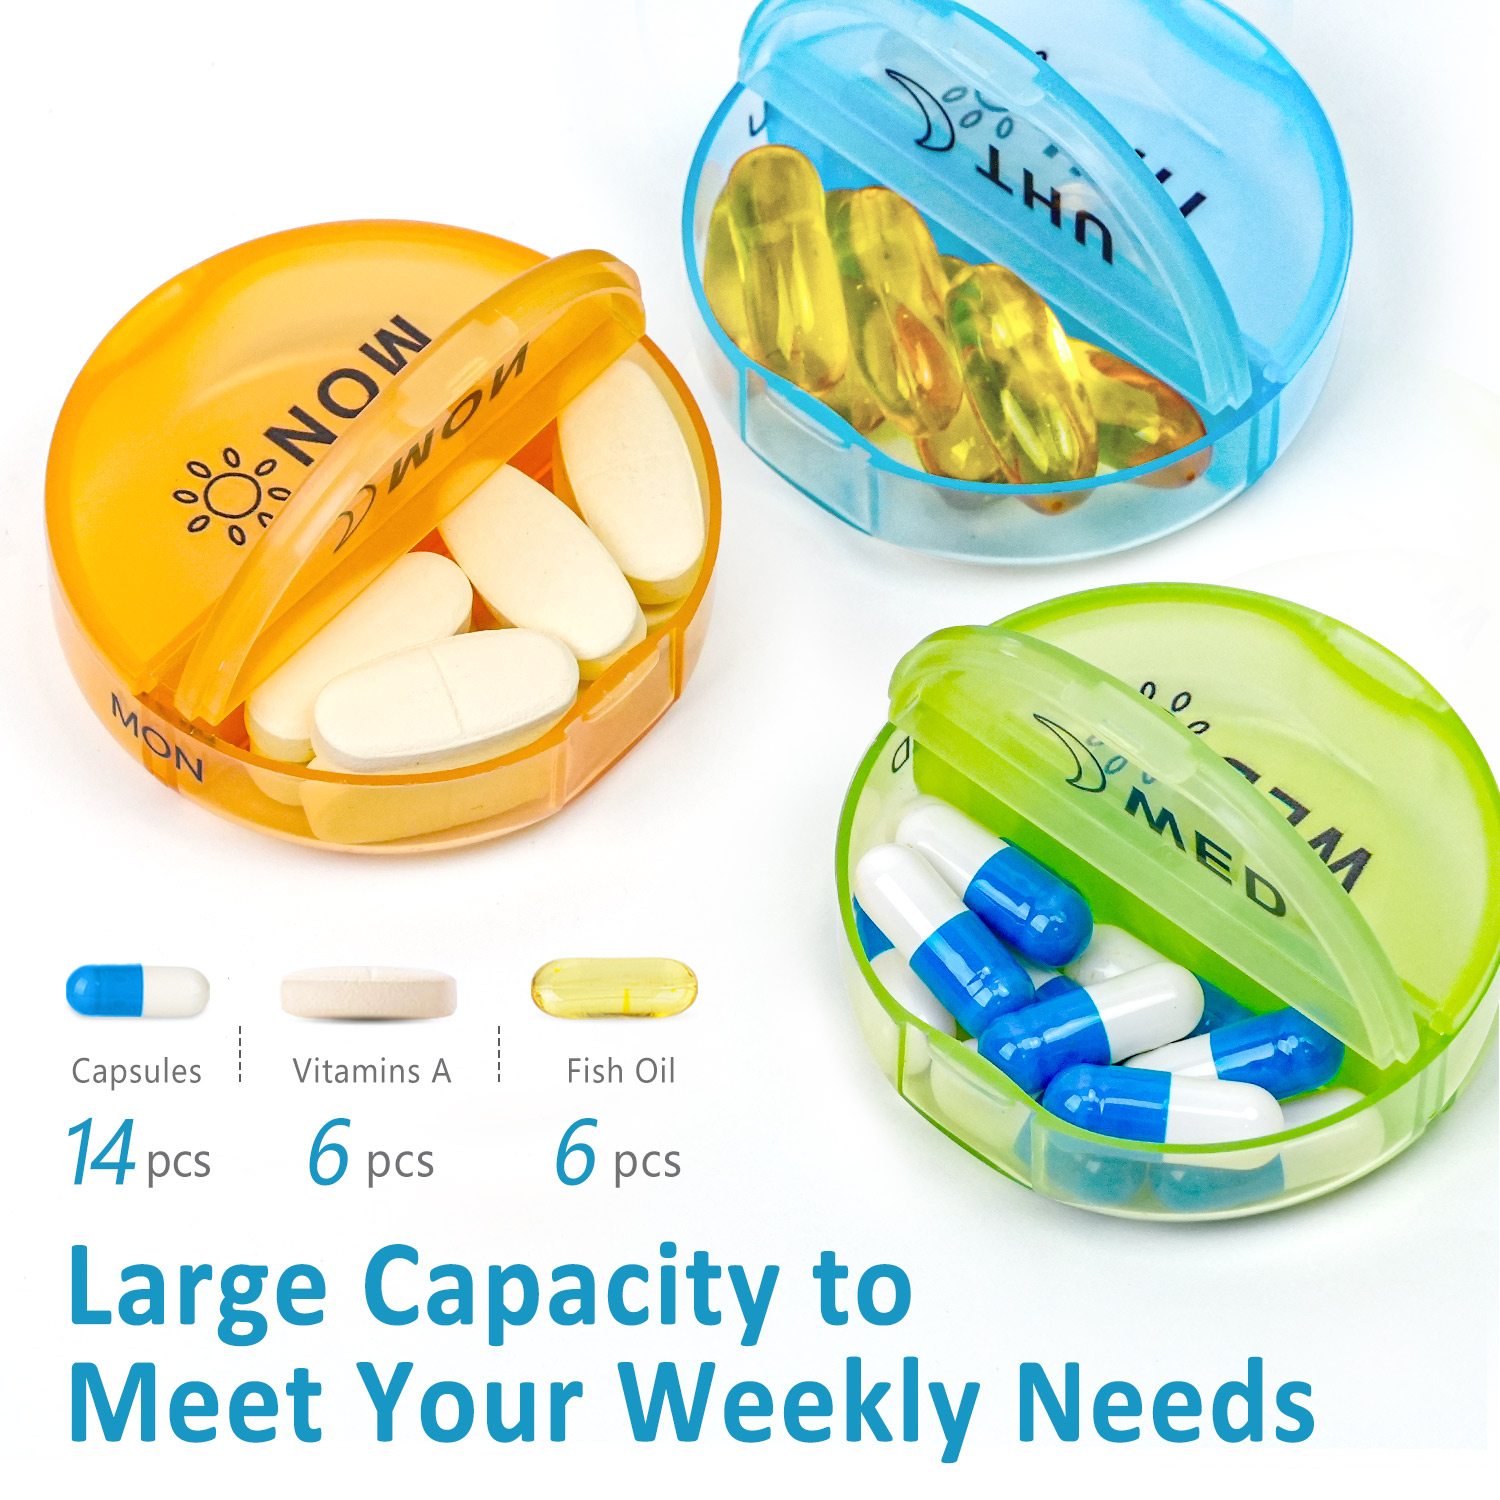 THU
MON
MON
MON
WED
WED
Capsules
Vitamins A
Fish Oil
14 pcs
6 pcs
6 pcs
Large Capacity to
Meet Your Weekly Needs